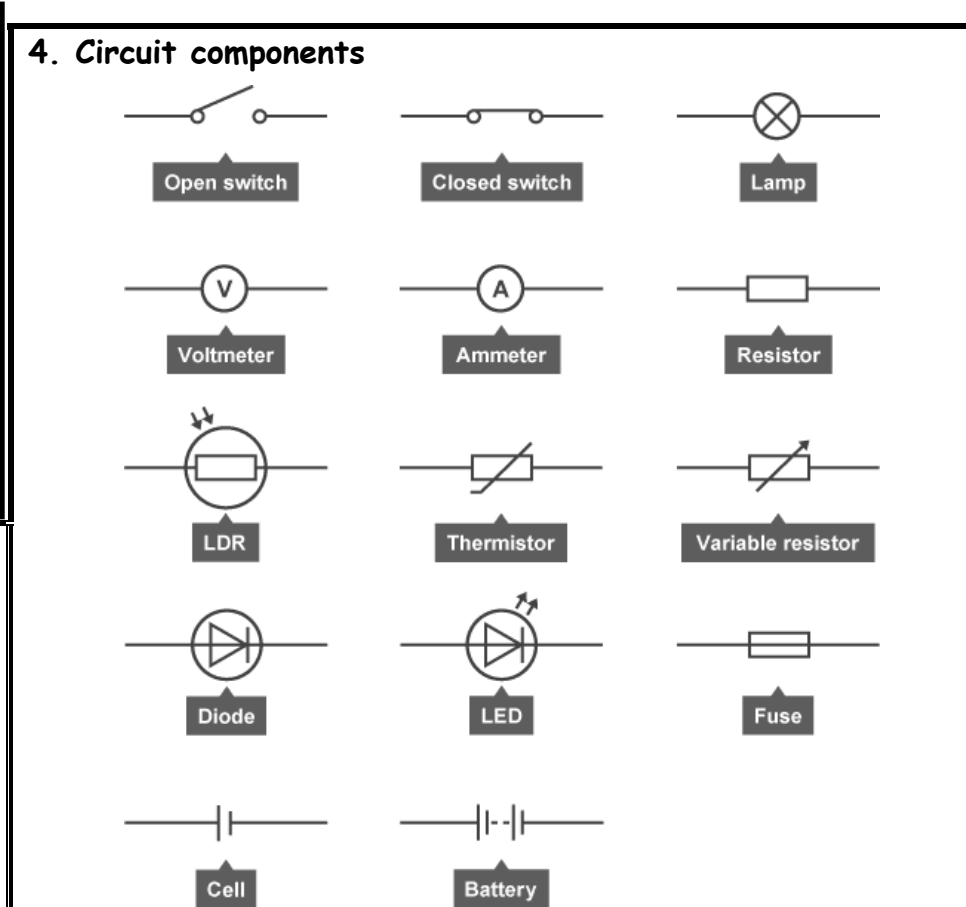 4. Circuit components
Open switch
Closed switch
Lamp
V
A
Voltmeter
Ammeter
Resistor
LDR
Thermistor
Variable resistor
Diode
LED
Fuse
Cell
Battery